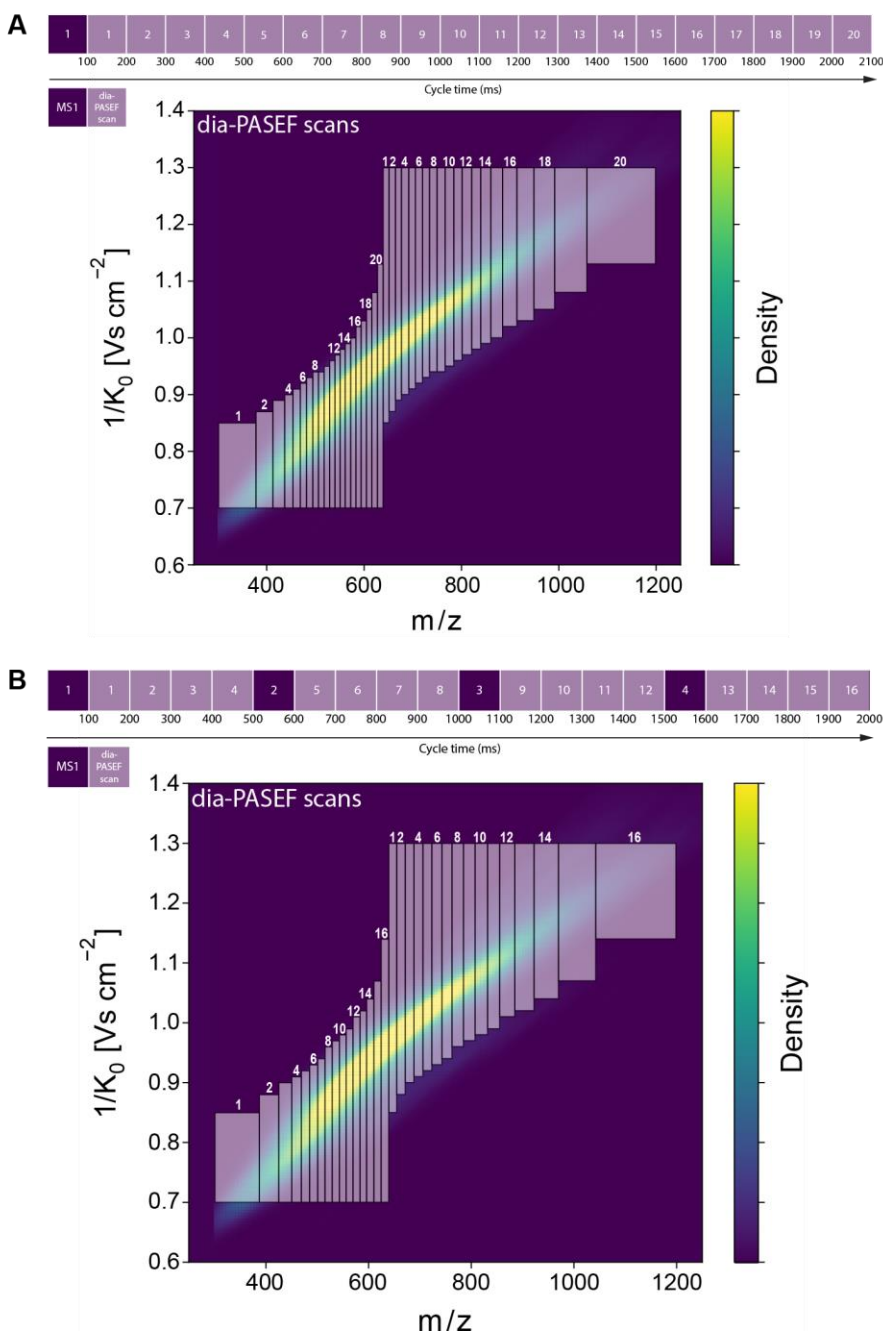 A
1 1 2 3 4 5 6 7 8 9 10 11 12 13 14 15 16 17 18 19 20
100 200 300 400 500 600 700 800 900 1000 1100 1200 1300 1400 1500 1600 1700 1800 1900 2000 2100
Cycle time (ms)
MS1 dia-
PASEF
scan
dia-PASEF scans
1.4
1.3
1.2
1.1
1.0
0.9
0.8
0.7
0.6
1/K0 [Vs cm−2]
1 2 4 6 8 10 12 14 16 18 20
20
18
16
14
12
8
6
4
2
1
400 600 800 1000 1200
m/z
Density
B
1 1 2 3 4 2 5 6 7 8 3 9 10 11 12 4 13 14 15 16
100 200 300 400 500 600 700 800 1000 1100 1200 1300 1400 1500 1600 1700 1800 1900 2000
Cycle time (ms)
MS1 dia-
PASEF
scan
dia-PASEF scans
1.4
1.3
1.2
1.1
1.0
0.9
0.8
0.7
0.6
1/K0 [Vs cm−2]
1 2 4 6 8 10 12 14 16
16
14
12
10
8
6
4
2
1
400 600 800 1000 1200
m/z
Density